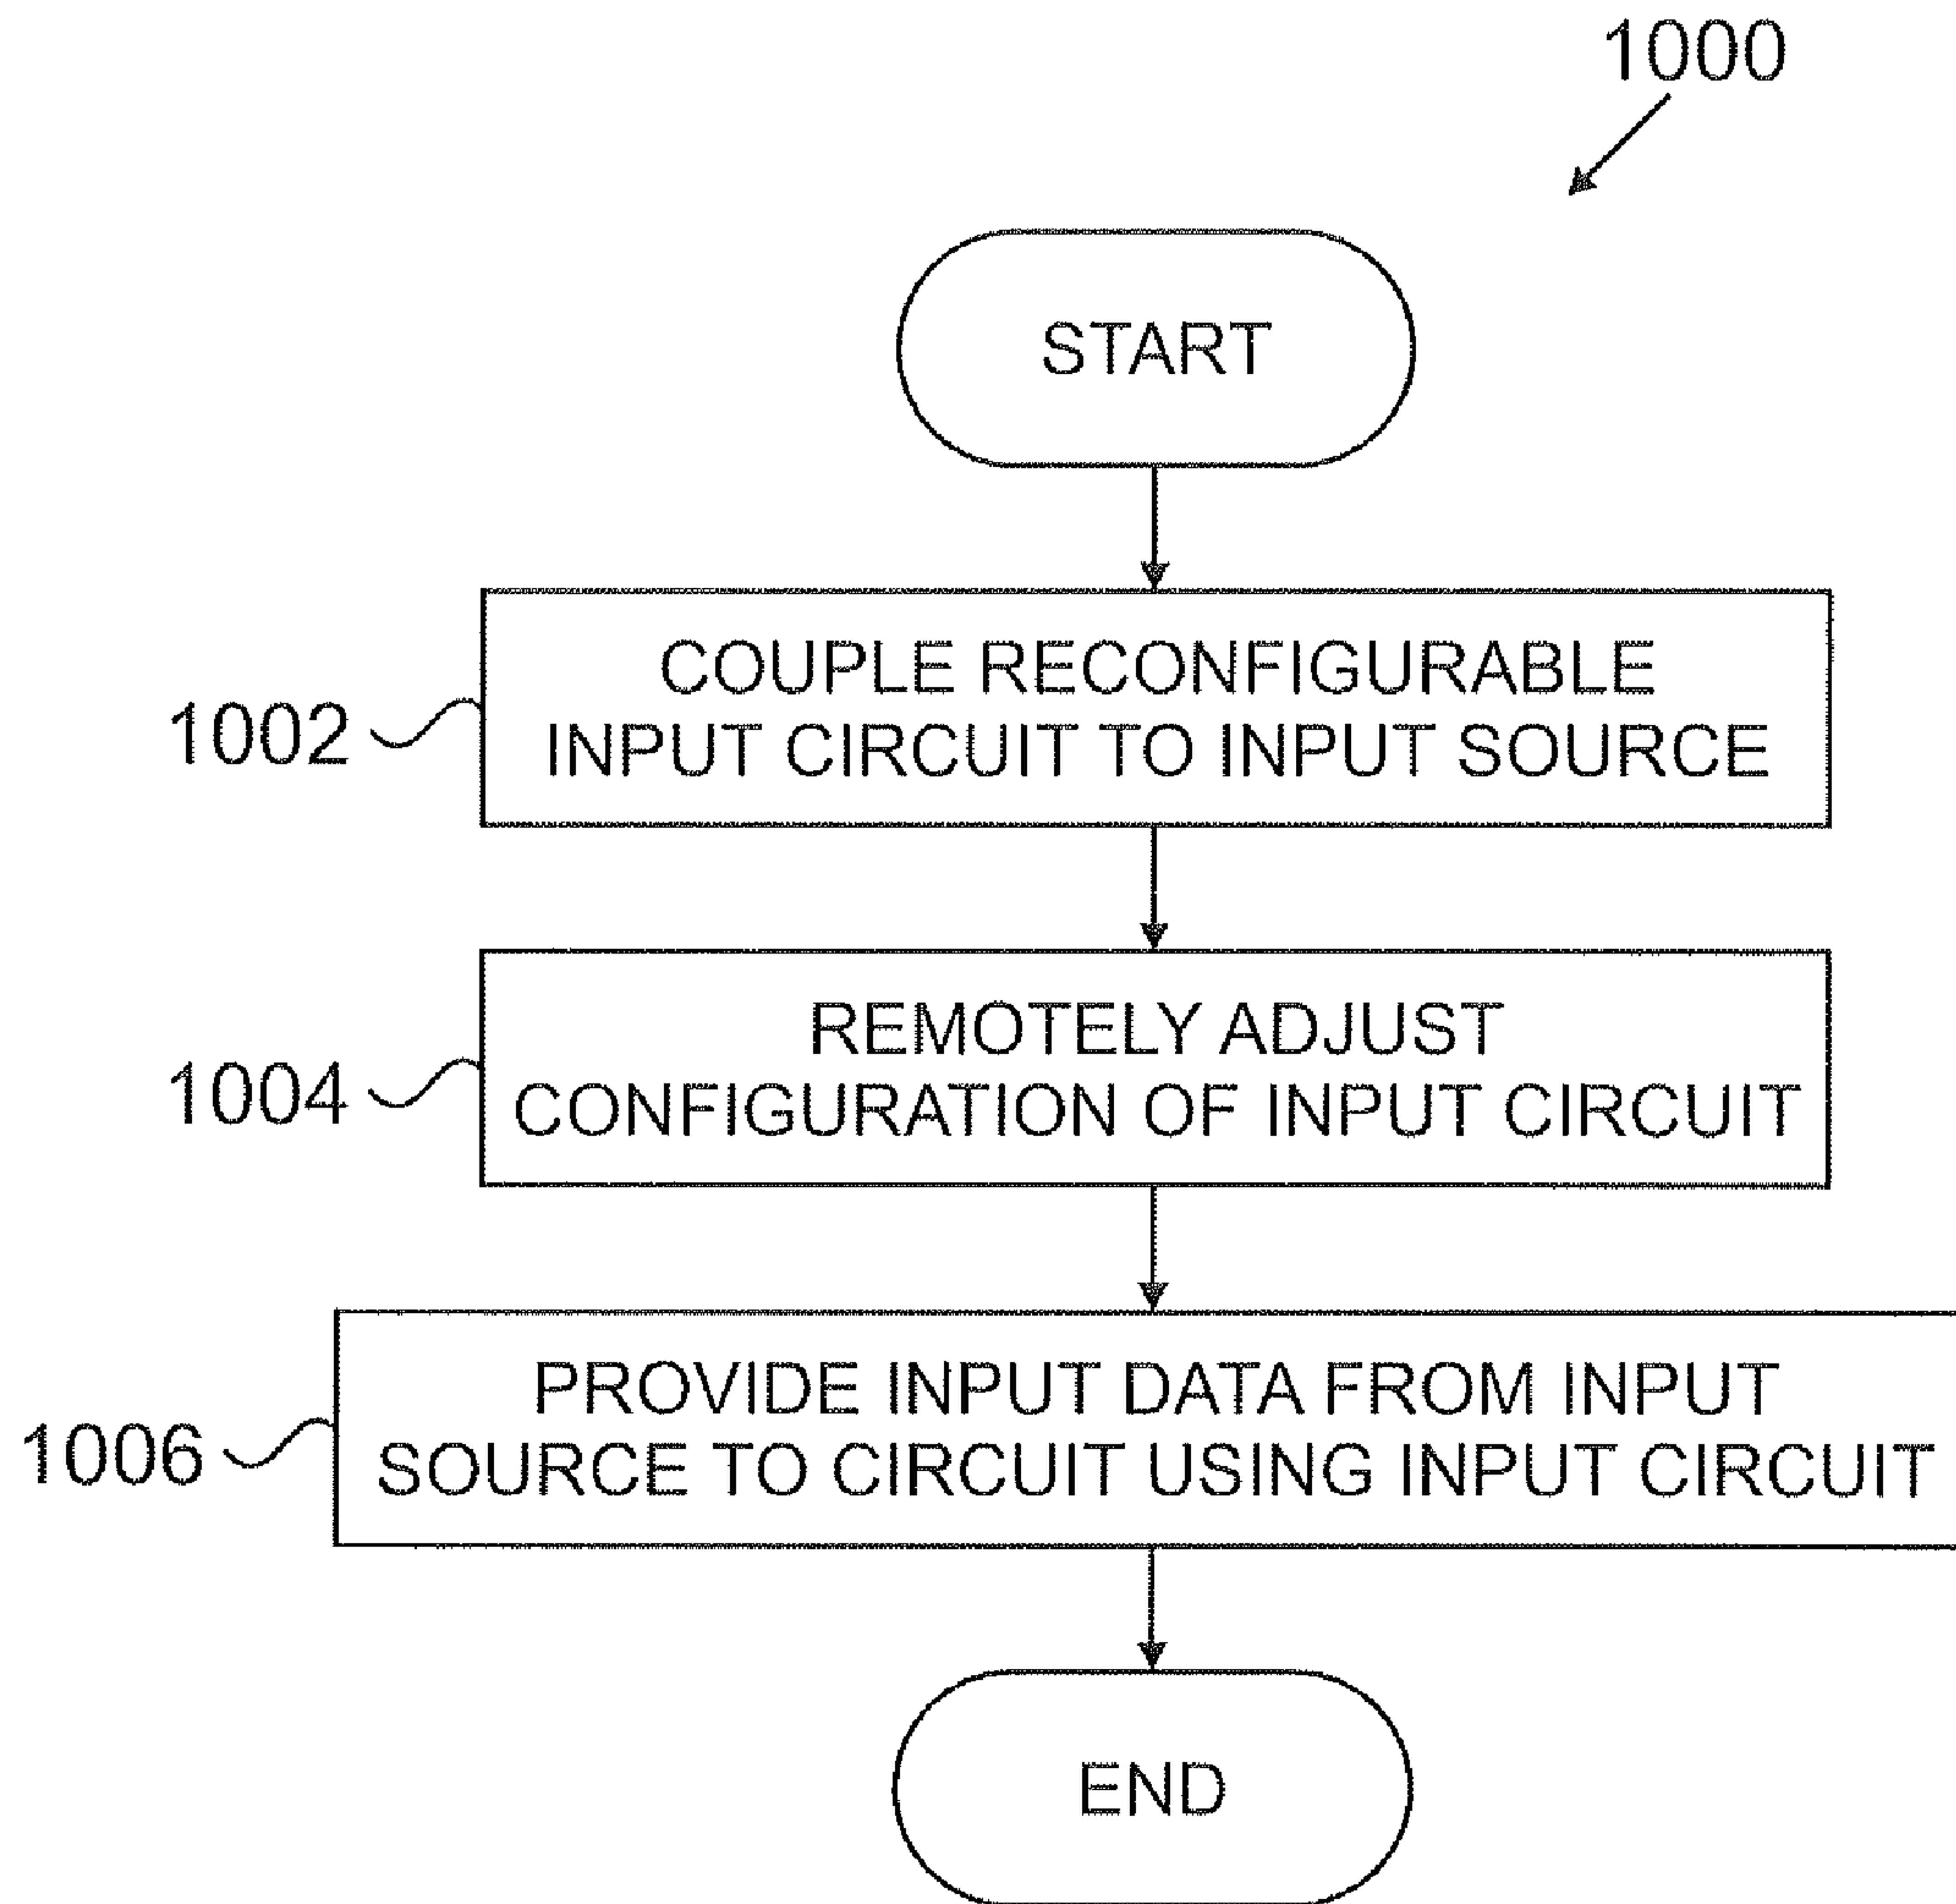 1000
START
1002
COUPLE RECONFIGURABLE
INPUT CIRCUIT TO INPUT SOURCE
1004
REMOTELY ADJUST
CONFIGURATION OF INPUT CIRCUIT
1006
PROVIDE INPUT DATA FROM INPUT
SOURCE TO CIRCUIT USING INPUT CIRCUIT
END